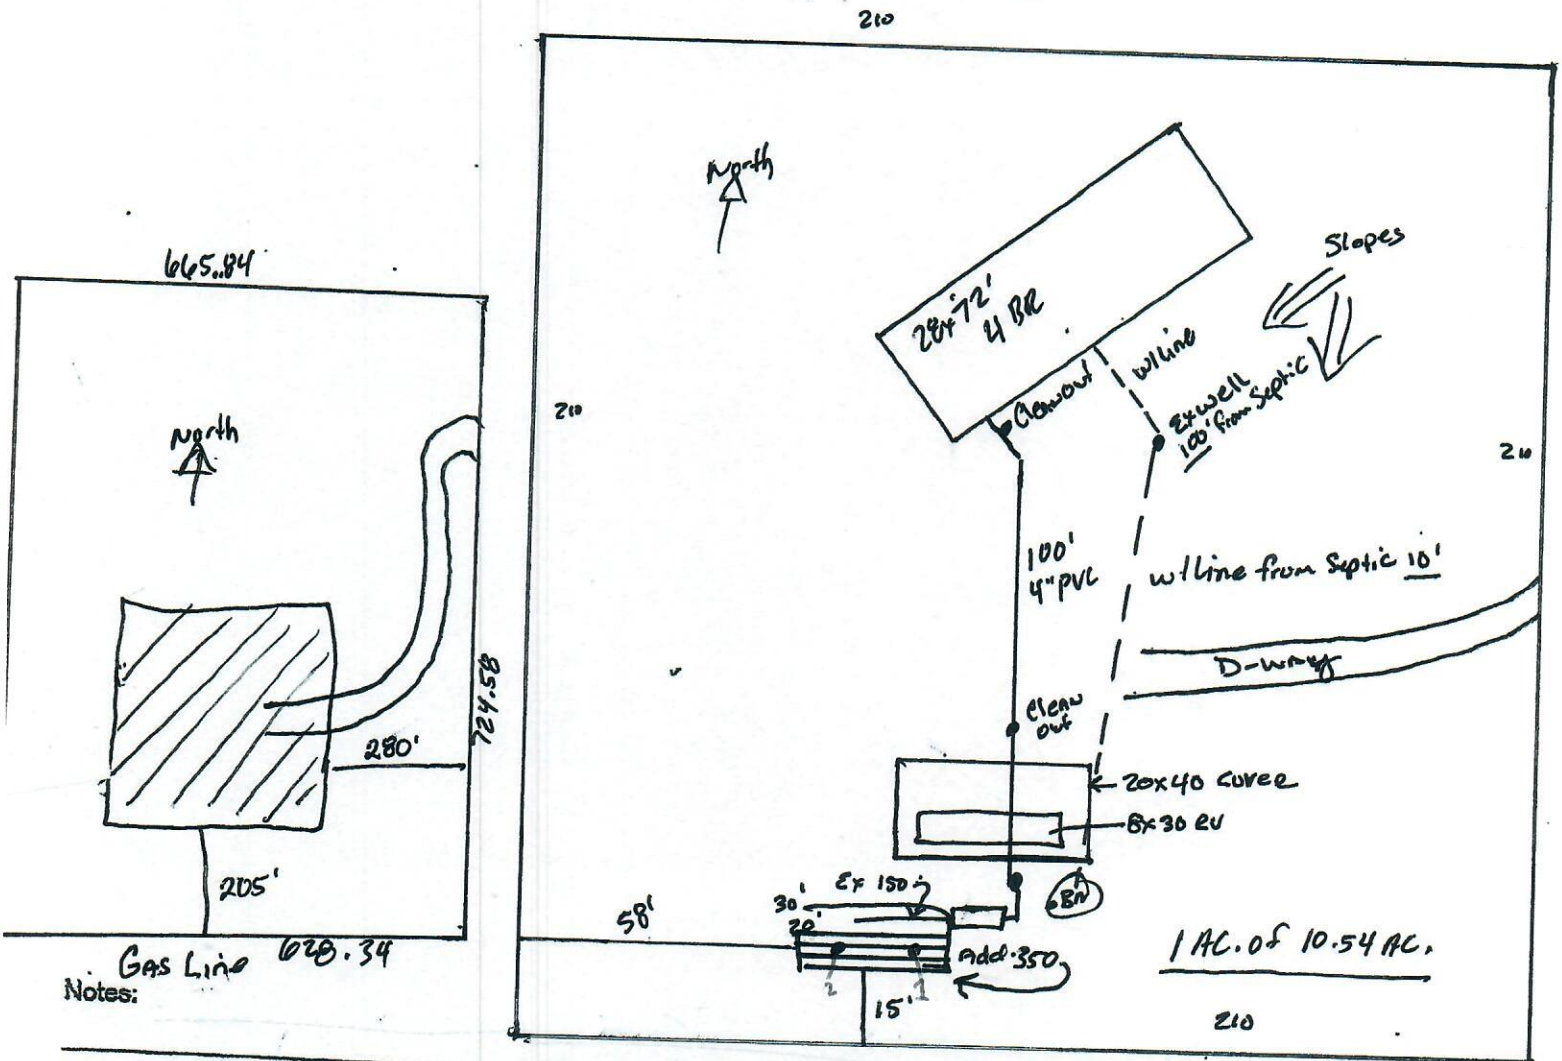 665.84
North
724.58
280'
205'
628.34
GAS Line
Notes:
210
North
Slopes
28x72'
4 BR
Cleanout
w/line
Ex well
100' from septic
210
210
100'
4" PVC
w/line from Septic 10'
D-way
Clean
out
20x40 cover
8x30 RV
BM
Ex 150
30'
20'
58'
Add 350
2
1
15'
1 AC. of 10.54 AC.
210